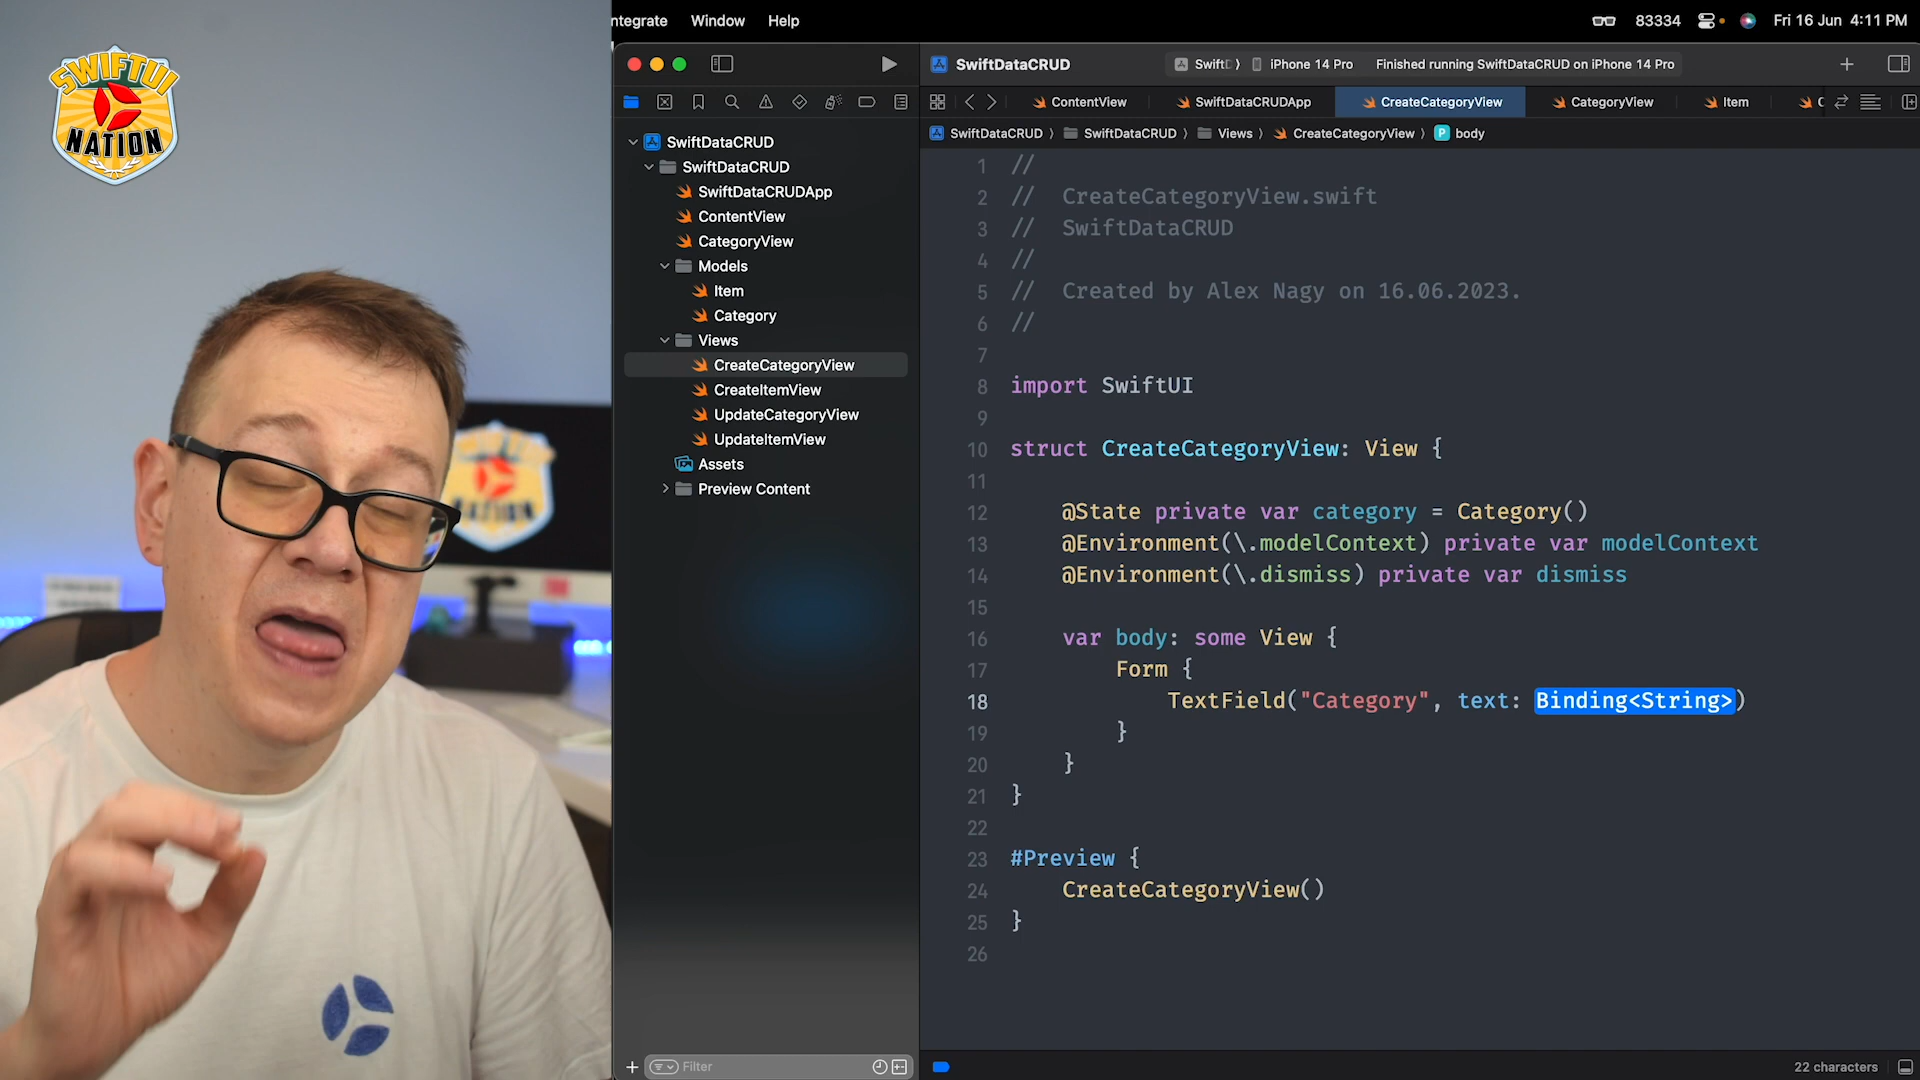 SWIFTUI
NATION
ntegrate Window Help
83334 Fri 16 Jun 4:11 PM
SwiftDataCRUD
SwiftD iPhone 14 Pro Finished running SwiftDataCRUD on iPhone 14 Pro
ContentView SwiftDataCRUDApp CreateCategoryView CategoryView Item C
SwiftDataCRUD SwiftDataCRUD Views CreateCategoryView P body
SwiftDataCRUD
SwiftDataCRUD
SwiftDataCRUDApp
ContentView
CategoryView
Models
Item
Category
Views
CreateCategoryView
CreateItemView
UpdateCategoryView
UpdateItemView
Assets
Preview Content
Filter
1 //
2 // CreateCategoryView.swift
3 // SwiftDataCRUD
4 //
5 // Created by Alex Nagy on 16.06.2023.
6 //
7
8 import SwiftUI
9
10 struct CreateCategoryView: View {
11
12 @State private var category = Category()
13 @Environment(\.modelContext) private var modelContext
14 @Environment(\.dismiss) private var dismiss
15
16 var body: some View {
17 Form {
18 TextField("Category", text: Binding<String>)
19 }
20 }
21 }
22
23 #Preview {
24 CreateCategoryView()
25 }
26
22 characters